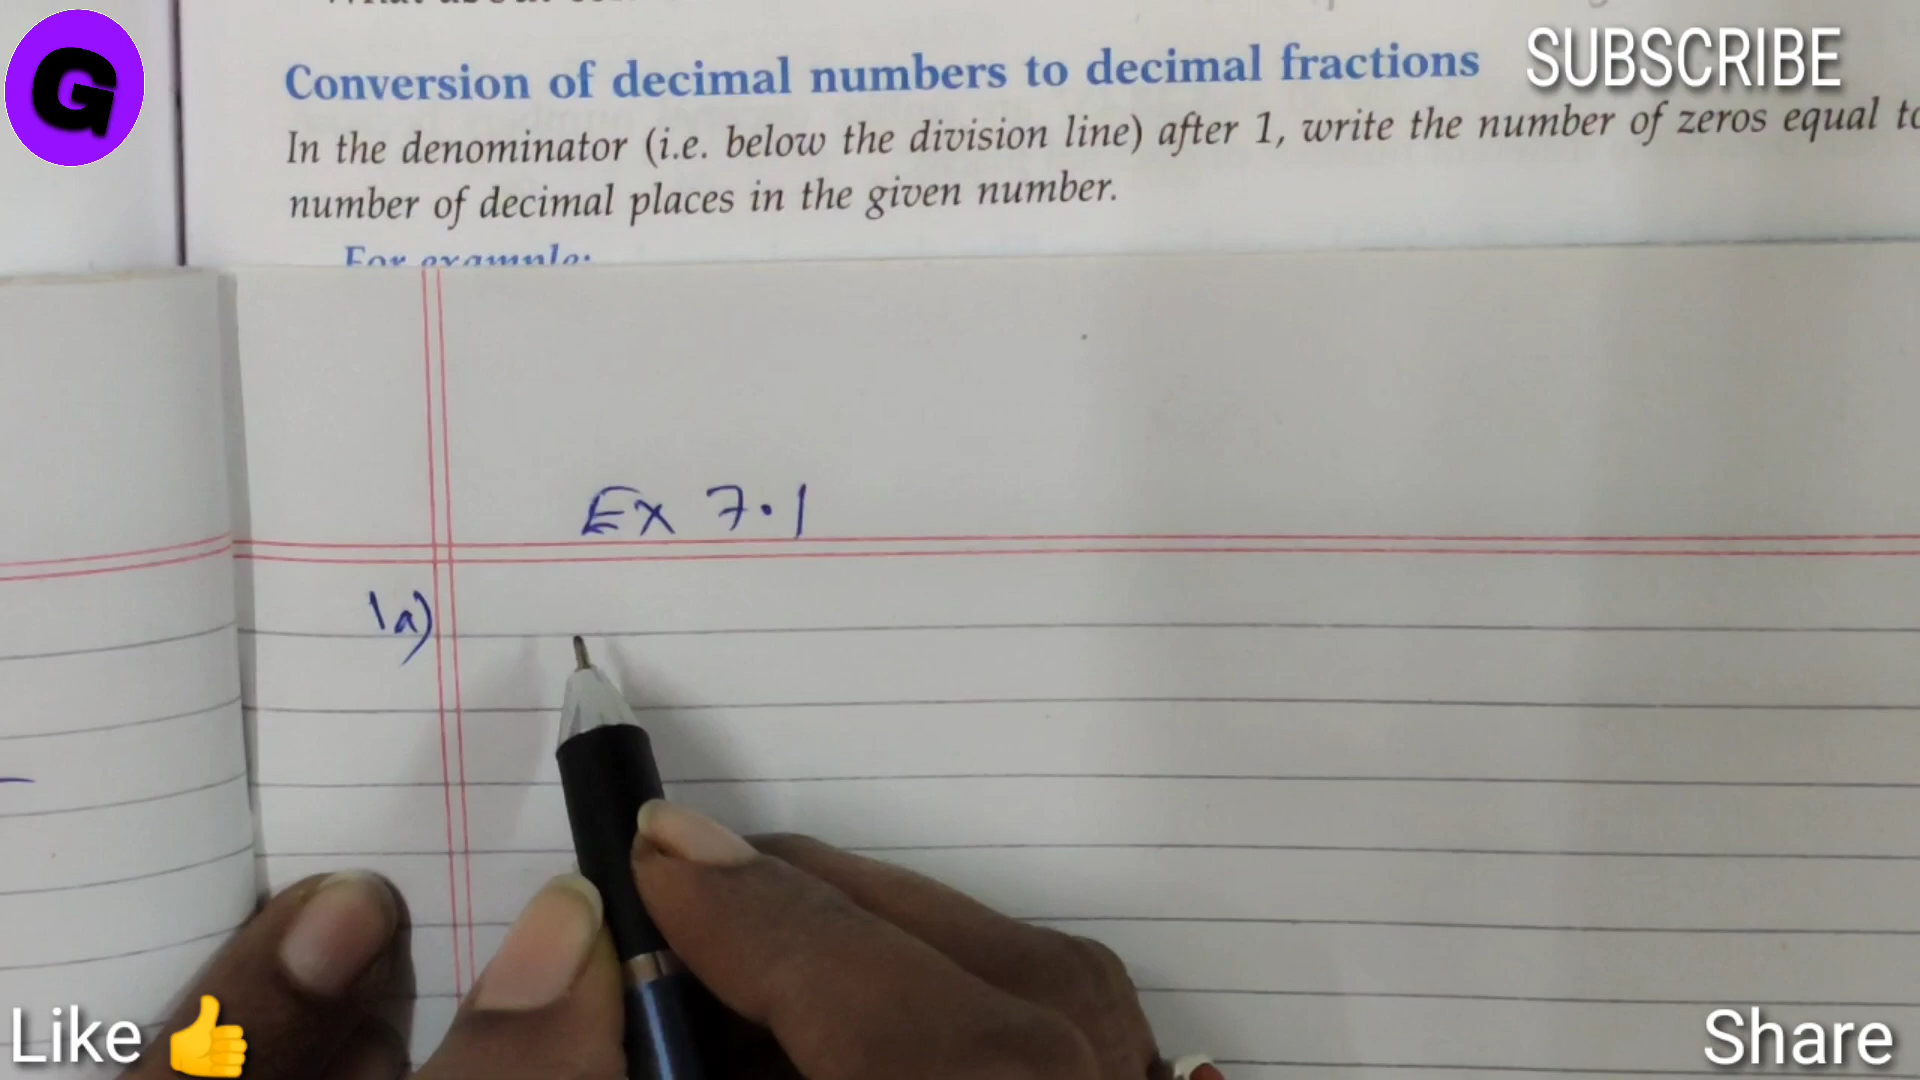 G
SUBSCRIBE
Conversion of decimal numbers to decimal fractions
In the denominator (i.e. below the division line) after 1, write the number of zeros equal to
number of decimal places in the given number.
For example:
Ex 7.1
1a)
Like 👍
Share